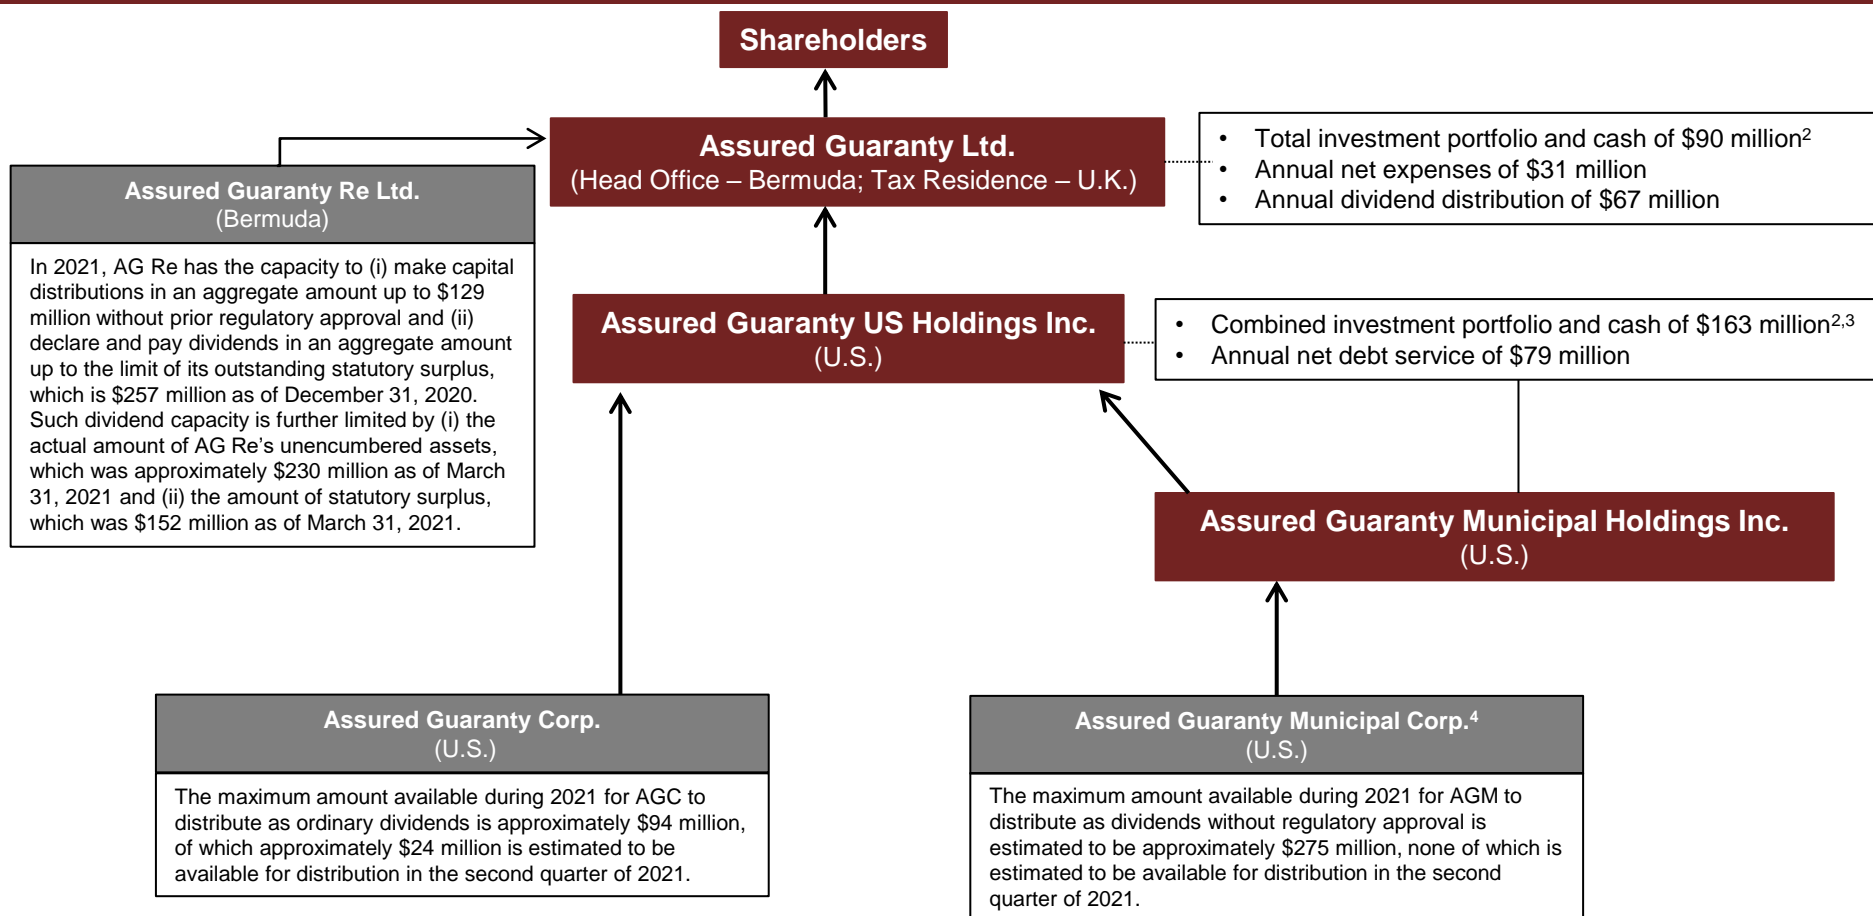 Shareholders
Assured Guaranty Ltd.
(Head Office – Bermuda; Tax Residence – U.K.)
• Total investment portfolio and cash of $90 million2
• Annual net expenses of $31 million
• Annual dividend distribution of $67 million
Assured Guaranty Re Ltd.
(Bermuda)
In 2021, AG Re has the capacity to (i) make capital
distributions in an aggregate amount up to $129
million without prior regulatory approval and (ii)
declare and pay dividends in an aggregate amount
up to the limit of its outstanding statutory surplus,
which is $257 million as of December 31, 2020.
Such dividend capacity is further limited by (i) the
actual amount of AG Re’s unencumbered assets,
which was approximately $230 million as of March
31, 2021 and (ii) the amount of statutory surplus,
which was $152 million as of March 31, 2021.
Assured Guaranty US Holdings Inc.
(U.S.)
• Combined investment portfolio and cash of $163 million2,3
• Annual net debt service of $79 million
Assured Guaranty Municipal Holdings Inc.
(U.S.)
Assured Guaranty Corp.
(U.S.)
The maximum amount available during 2021 for AGC to
distribute as ordinary dividends is approximately $94 million,
of which approximately $24 million is estimated to be
available for distribution in the second quarter of 2021.
Assured Guaranty Municipal Corp.4
(U.S.)
The maximum amount available during 2021 for AGM to
distribute as dividends without regulatory approval is
estimated to be approximately $275 million, none of which is
estimated to be available for distribution in the second
quarter of 2021.